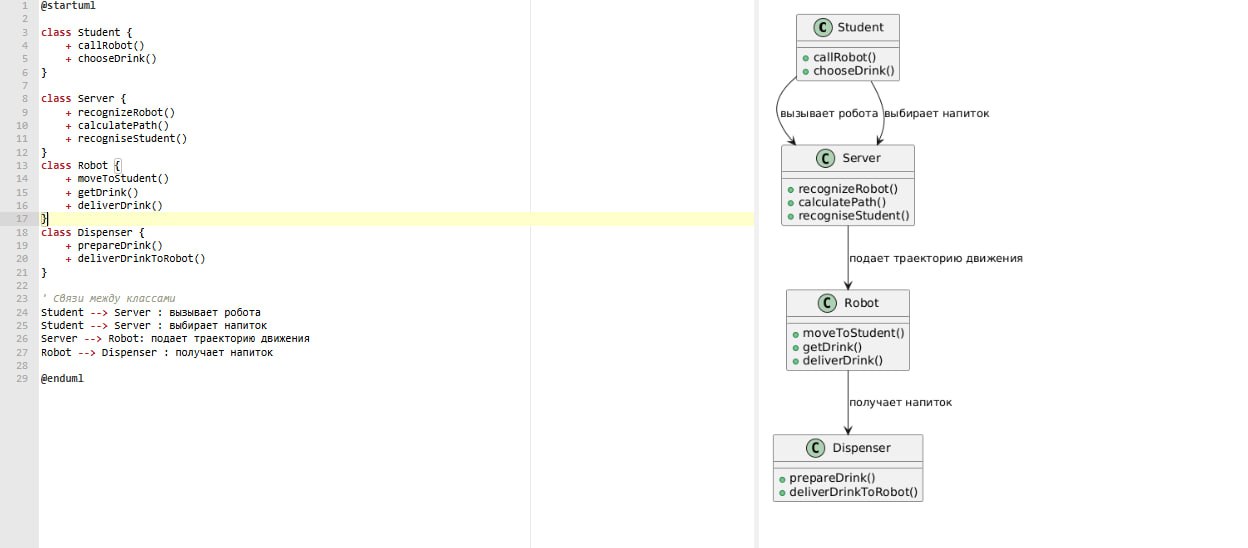 1 @startuml
2
3 class Student {
4 + callRobot()
5 + chooseDrink()
6 }
7
8 class Server {
9 + recognizeRobot()
10 + calculatePath()
11 + recogniseStudent()
12 }
13 class Robot {
14 + moveToStudent()
15 + getDrink()
16 + deliverDrink()
17 }
18 class Dispenser {
19 + prepareDrink()
20 + deliverDrinkToRobot()
21 }
22
23 ' Связи между классами
24 Student --> Server : вызывает робота
25 Student --> Server : выбирает напиток
26 Server --> Robot: подает траекторию движения
27 Robot --> Dispenser : получает напиток
28
29 @enduml
C Student
callRobot()
chooseDrink()
вызывает робота выбирает напиток
C Server
recognizeRobot()
calculatePath()
recogniseStudent()
подает траекторию движения
C Robot
moveToStudent()
getDrink()
deliverDrink()
получает напиток
C Dispenser
prepareDrink()
deliverDrinkToRobot()